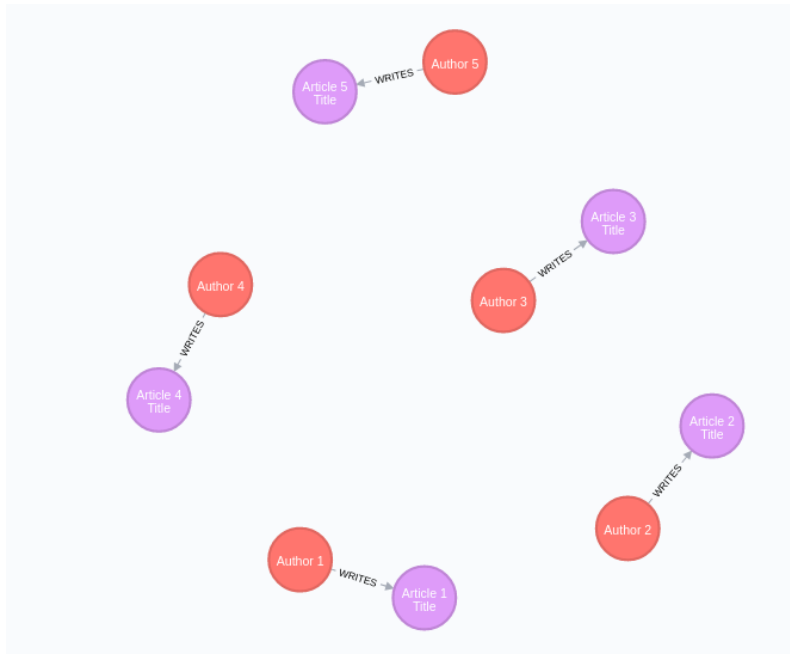 Author 5
WRITES
Article 5
Title
Article 3
Title
WRITES
Author 3
Author 4
WRITES
Article 4
Title
Article 2
Title
WRITES
Author 2
Author 1
WRITES
Article 1
Title